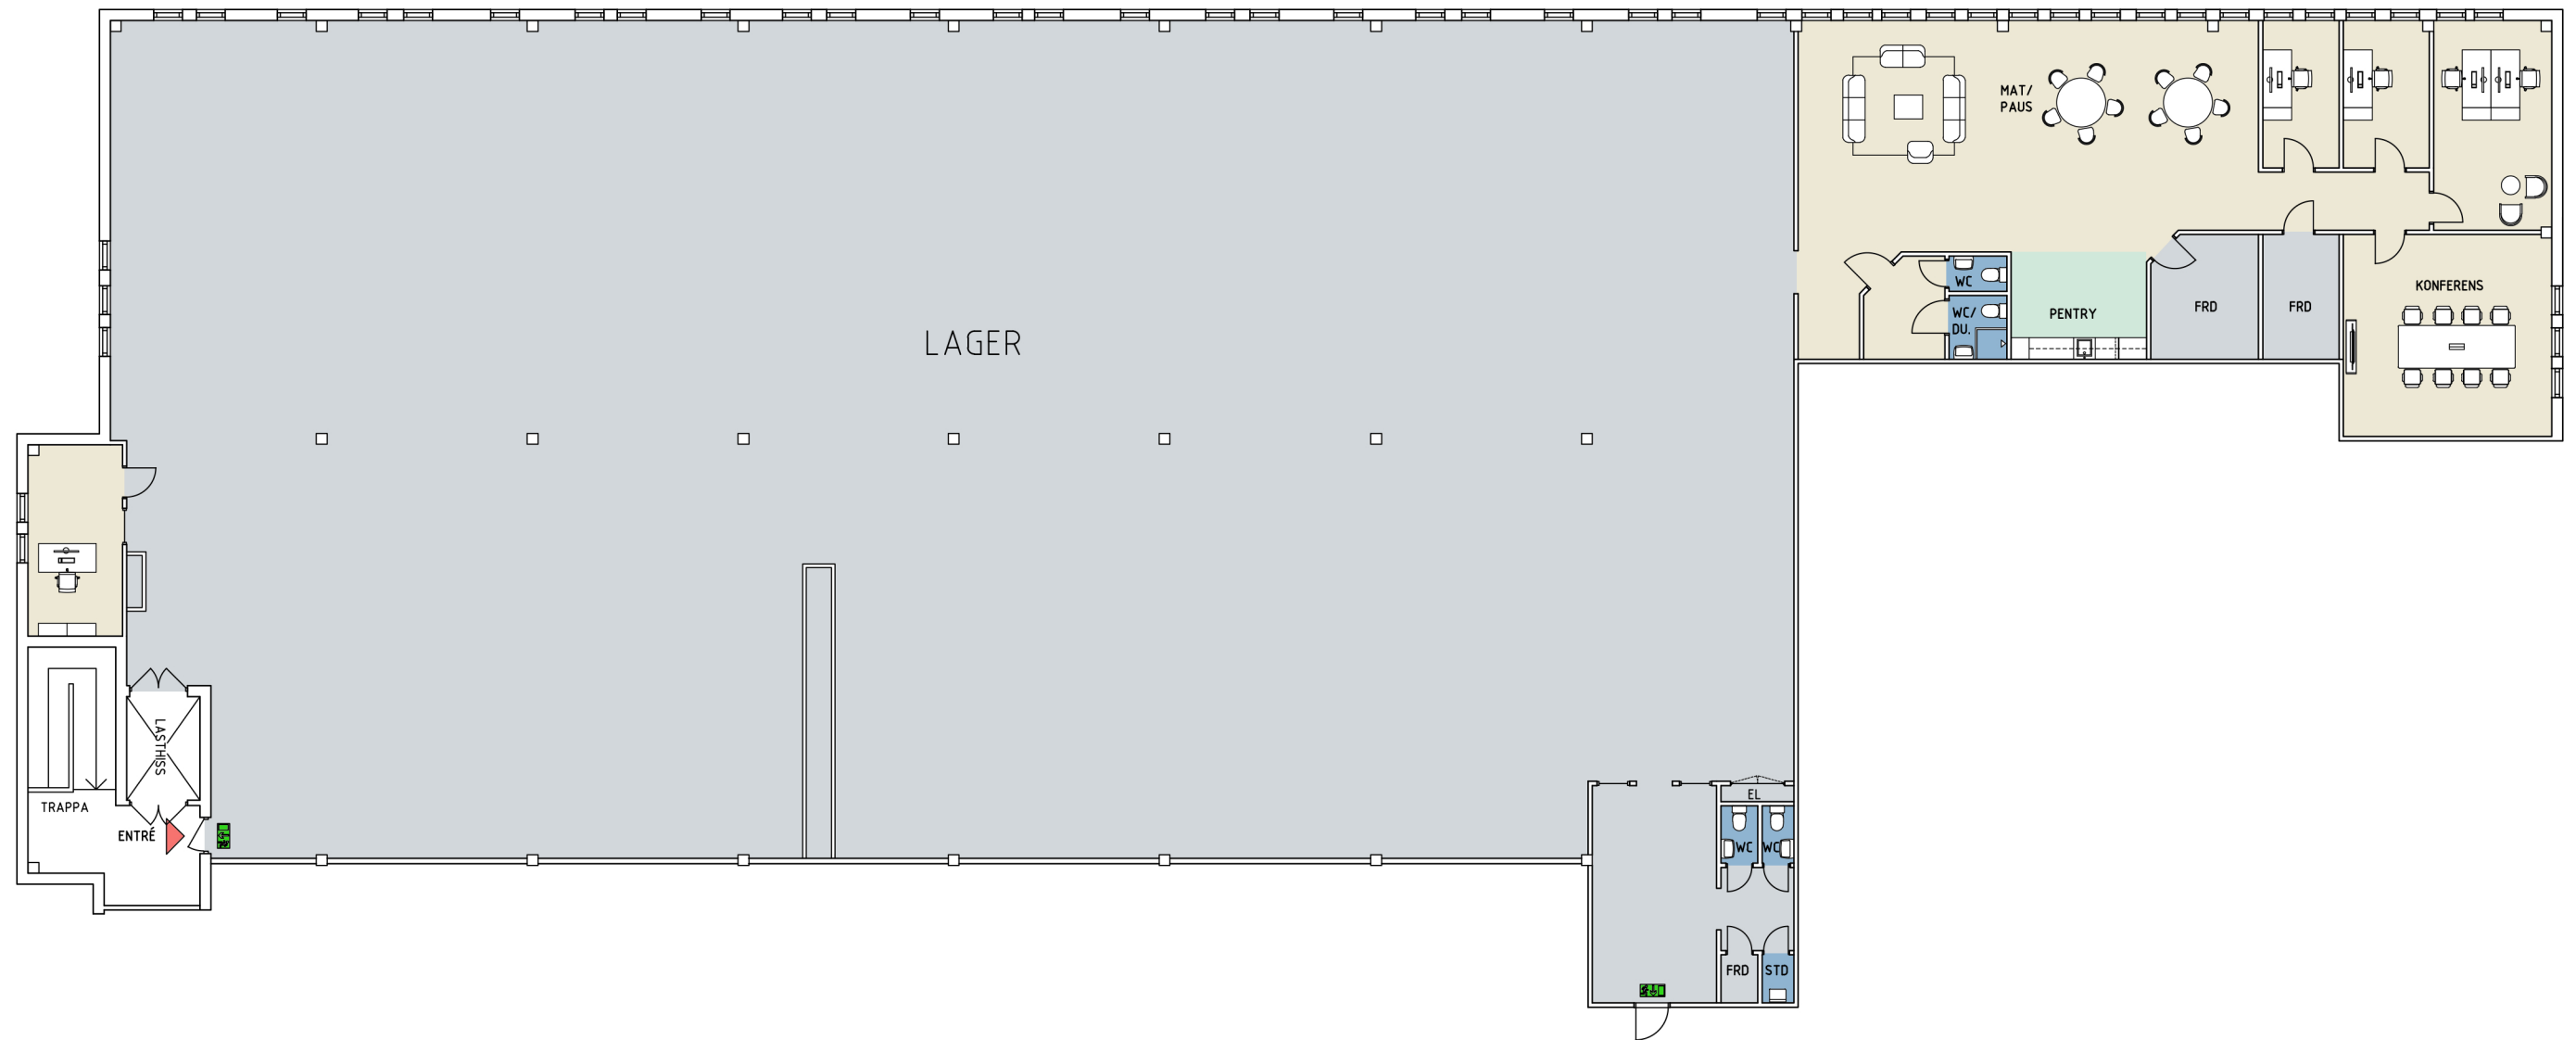 MAT/
PAUS
WC
WC/
DU.
PENTRY
FRD
FRD
KONFERENS
LAGER
LASTHISS
TRAPPA
ENTRÉ
EL
WC
WC
FRD
STD